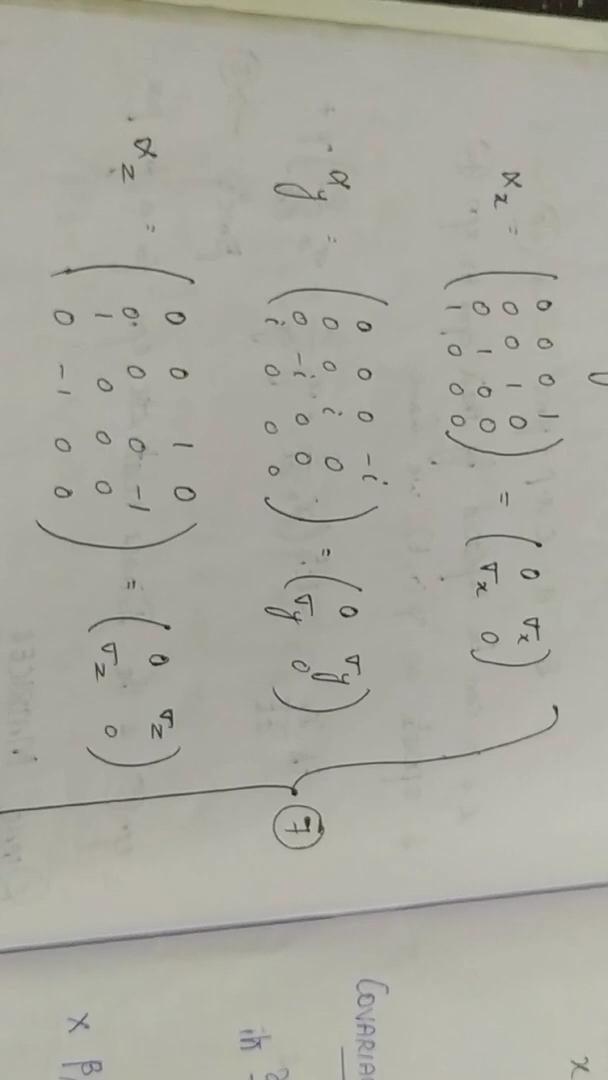 αx = ( 0 0 0 1
0 0 1 0
0 1 0 0
1 0 0 0 ) = ( 0 σx
σx 0 )
αy = ( 0 0 0 -i
0 0 i 0
0 -i 0 0
i 0 0 0 ) = ( 0 σy
σy 0 )
αz = ( 0 0 1 0
0 0 0 -1
1 0 0 0
0 -1 0 0 ) = ( 0 σz
σz 0 )
7
x
COVARIA
iħ
x β